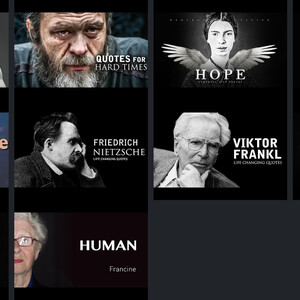 QUOTES FOR
HARD TIMES
HOPE
FRIEDRICH
NIETZSCHE
LIFE CHANGING QUOTES
VIKTOR
FRANKL
LIFE CHANGING QUOTES
HUMAN
Francine
e